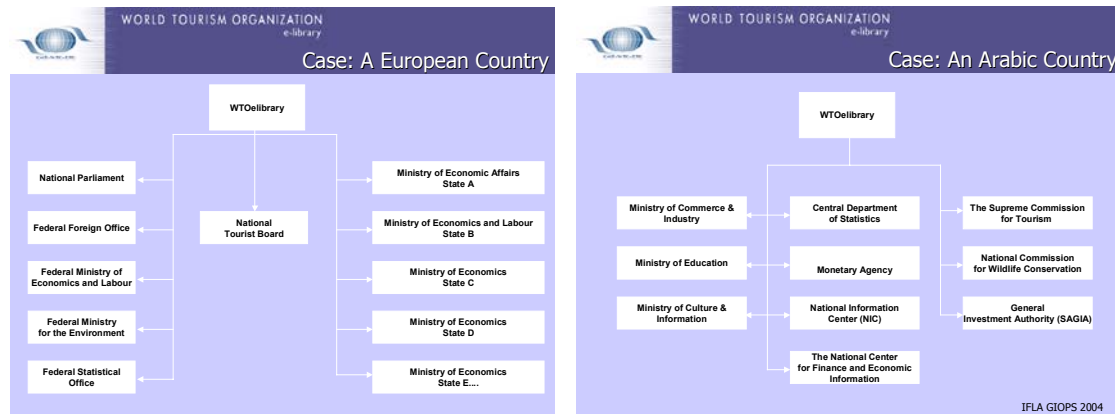 WORLD TOURISM ORGANIZATION
e-library
Case: A European Country
WTOelibrary
National Parliament
Federal Foreign Office
Federal Ministry of
Economics and Labour
Federal Ministry
for the Environment
Federal Statistical
Office
National
Tourist Board
Ministry of Economic Affairs
State A
Ministry of Economics and Labour
State B
Ministry of Economics
State C
Ministry of Economics
State D
Ministry of Economics
State E....
WORLD TOURISM ORGANIZATION
e-library
Case: An Arabic Country
WTOelibrary
Ministry of Commerce &
Industry
Ministry of Education
Ministry of Culture &
Information
Central Department
of Statistics
Monetary Agency
National Information
Center (NIC)
The National Center
for Finance and Economic
Information
The Supreme Commission
for Tourism
National Commission
for Wildlife Conservation
General
Investment Authority (SAGIA)
IFLA GIOPS 2004